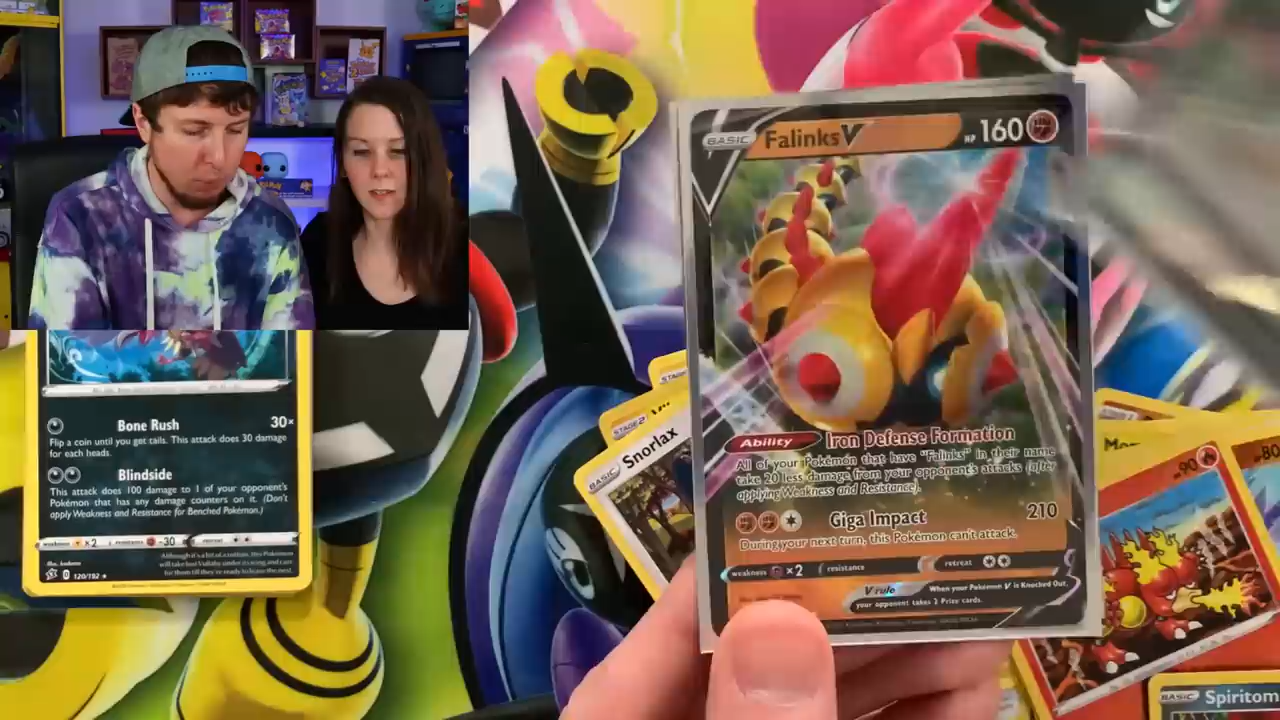 Bone Rush 30×
Flip a coin until you get tails. This attack does 30 damage
for each heads.
Blindside
This attack does 100 damage to 1 of your opponent's
Pokémon that has any damage counters on it. (Don't
apply Weakness and Resistance for Benched Pokémon.)
weakness ×2 resistance -30 retreat
120/192
STAGE2
BASIC Snorlax
BASIC Falinks V HP 160
Ability Iron Defense Formation
All of your Pokémon that have "Falinks" in their name
take 20 less damage from your opponent's attacks (after
applying Weakness and Resistance).
Giga Impact 210
During your next turn, this Pokémon can't attack.
weakness ×2 resistance retreat
V rule When your Pokémon V is Knocked Out,
your opponent takes 2 Prize cards.
HP 90
80
BASIC Spiritom